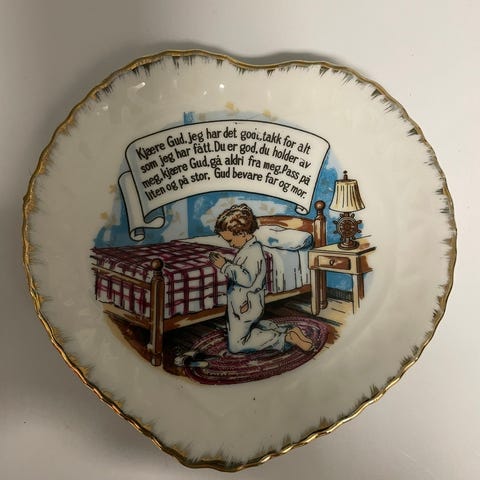 Kjære Gud, jeg har det godt, takk for alt
som jeg har fått. Du er god, du holder av
meg, kjære Gud, gå aldri fra meg. Pass på
liten og på stor, Gud bevare far og mor.